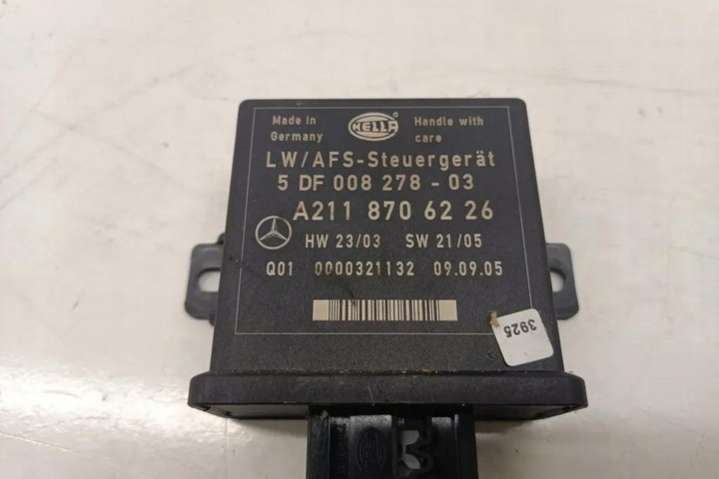 Made in Germany
HELLA
Handle with care
LW/AFS-Steuergerät
5 DF 008 278 - 03
A211 870 62 26
HW 23/03 SW 21/05
Q01 0000321132 09.09.05
3925